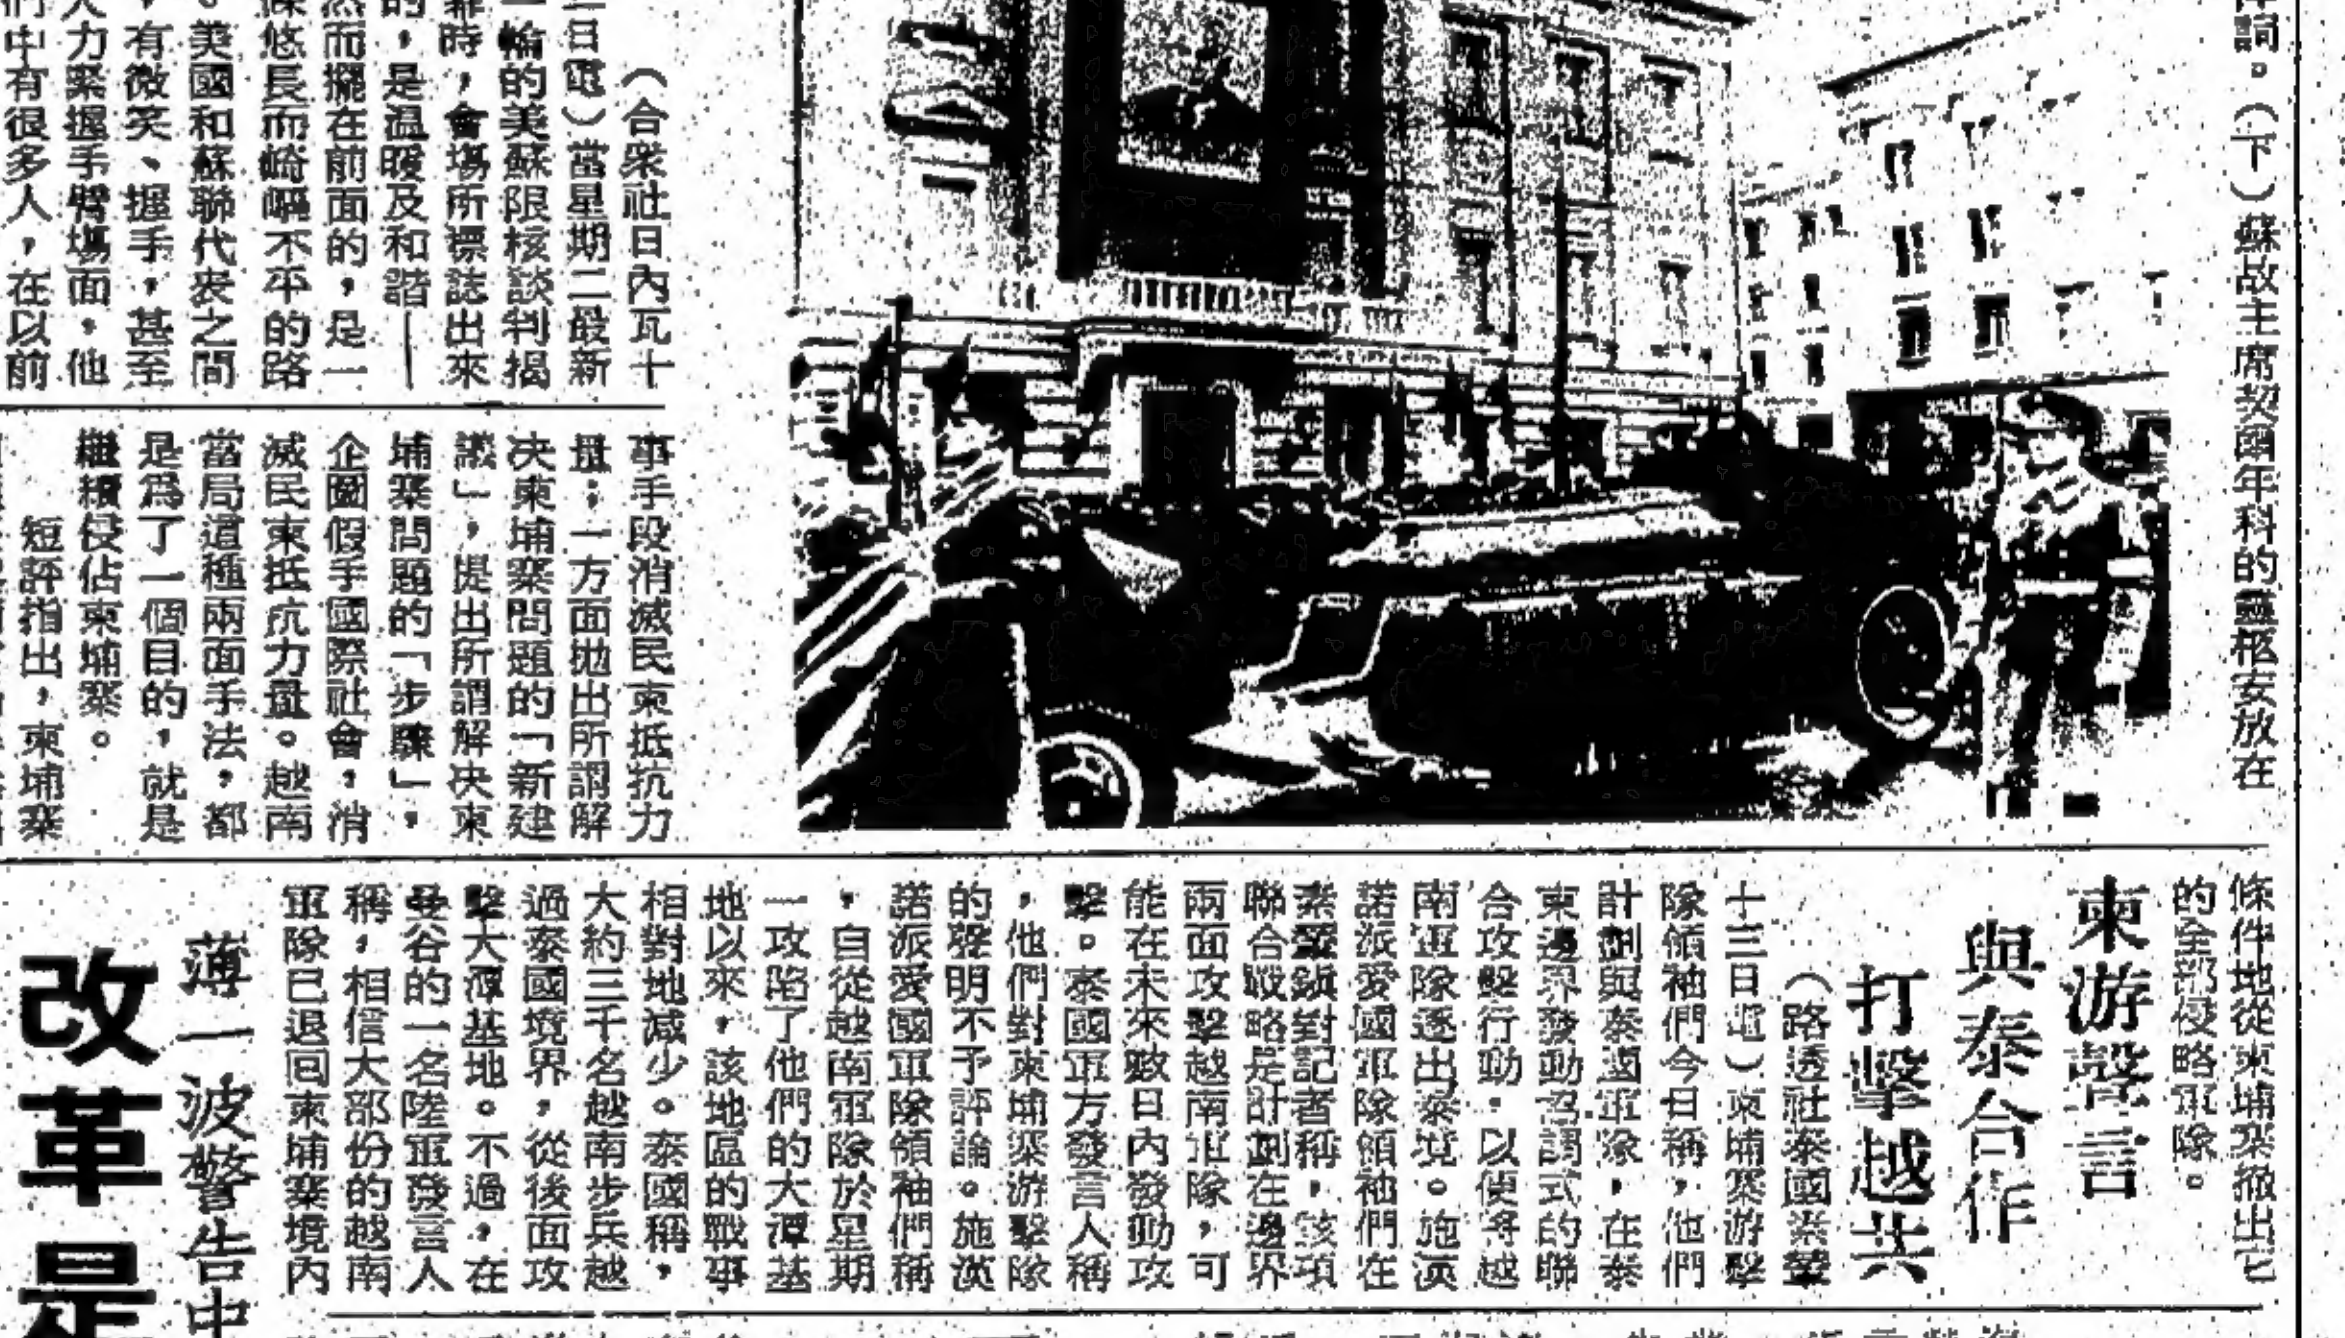 詞。（下）蘇故主席契爾年科的靈柩安放在
（合衆社日內瓦十
日電）當星期二最新
一輪的美蘇限核談判揭
時，會場所標誌出來
的，是溫暖及和諧——
然而擺在前面的，是一
條悠長而崎嶇不平的路
。美國和蘇聯代表之間
，有微笑、握手，甚至
大力緊握手臂場面。他
們中有很多人，在以前
事手段消滅民柬抵抗力
量；一方面拋出所謂解
決柬埔寨問題的「新建
議」，提出所謂解決柬
埔寨問題的「步驟」，
企圖假手國際社會，消
滅民柬抵抗力量。越南
當局這種兩面手法，都
是爲了一個目的，就是
繼續侵佔柬埔寨。
短評指出，柬埔寨
條件地從柬埔寨撤出它
的全部侵略軍隊。
柬游聲言
與泰合作
打擊越共
（路透社泰國素輦
十三日電）柬埔寨游擊
隊領袖們今日稱，他們
計劃與泰國軍隊，在泰
柬邊界發動協調式的聯
合攻擊行動，以便將越
南軍隊逐出泰境。施漢
諾派愛國軍隊領袖們在
素輦鎮對記者稱，該項
聯合戰略是計劃在邊界
兩面攻擊越南軍隊，可
能在未來數日內發動攻
擊。泰國軍方發言人稱
，他們對柬埔寨游擊隊
的聲明不予評論。施漢
諾派愛國軍隊領袖們稱
，自從越南軍隊於星期
一攻陷了他們的大潭基
地以來，該地區的戰事
相對地減少。泰國稱，
大約三千名越南步兵越
過泰國境界，從後面攻
擊大潭基地。不過，在
曼谷的一名陸軍發言人
稱，相信大部份的越南
軍隊已退回柬埔寨境內
薄一波警告中
改革是